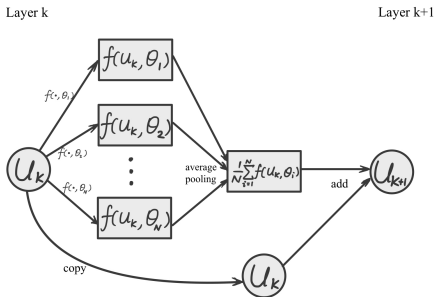 Layer k
Layer k+1
f(u_k, θ_1)
f(•, θ_1)
f(u_k, θ_2)
f(•, θ_2)
average
pooling
1/N ∑_{i=1}^{N} f(u_k, θ_i)
u_k
u_{k+1}
add
f(•, θ_N)
f(u_k, θ_N)
copy
u_k